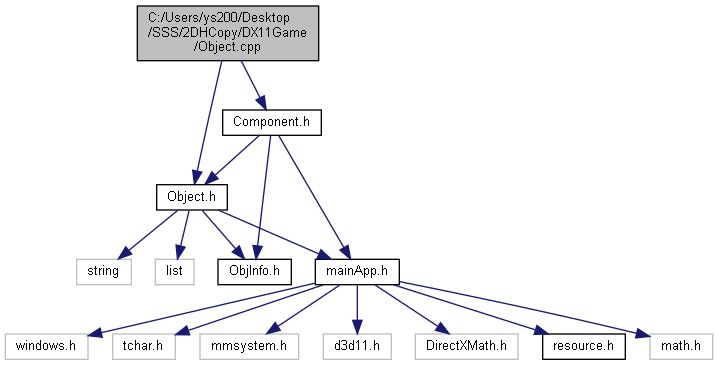 C:/Users/ys200/Desktop
/SSS/2DHCopy/DX11Game
/Object.cpp
Component.h
Object.h
string
list
ObjInfo.h
mainApp.h
windows.h
tchar.h
mmsystem.h
d3d11.h
DirectXMath.h
resource.h
math.h